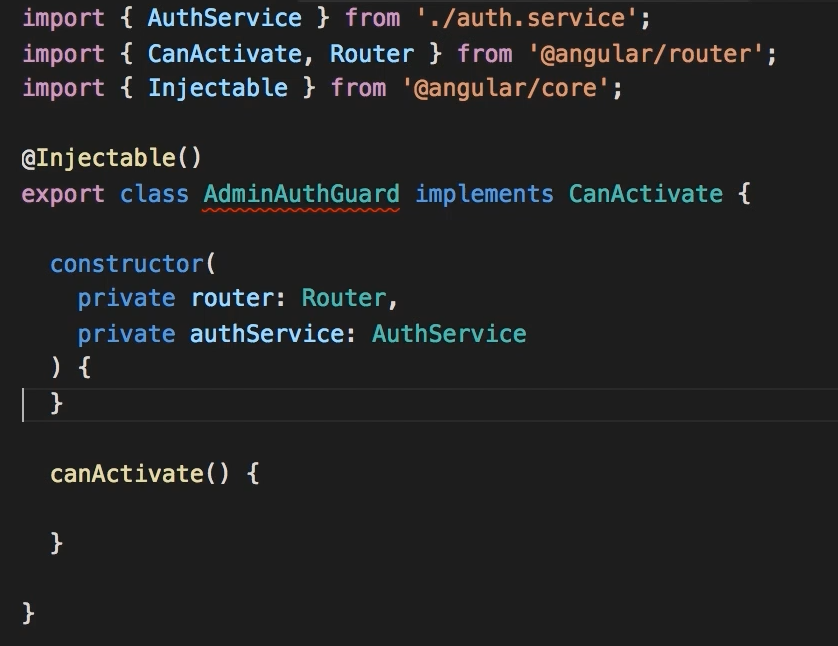 import { AuthService } from './auth.service';
import { CanActivate, Router } from '@angular/router';
import { Injectable } from '@angular/core';
@Injectable()
export class AdminAuthGuard implements CanActivate {
constructor(
private router: Router,
private authService: AuthService
) {
}
canActivate() {
}
}